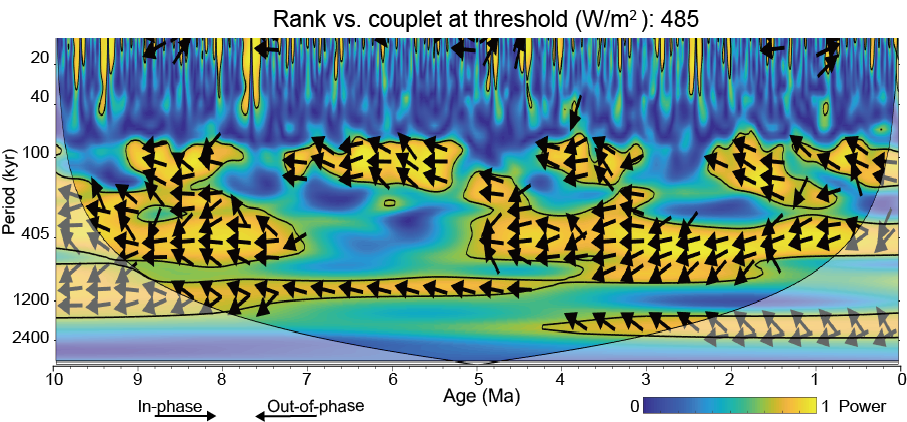 Rank vs. couplet at threshold (W/m²): 485
Period (kyr)
20
40
100
405
1200
2400
10 9 8 7 6 5 4 3 2 1 0
Age (Ma)
In-phase Out-of-phase
0 1 Power